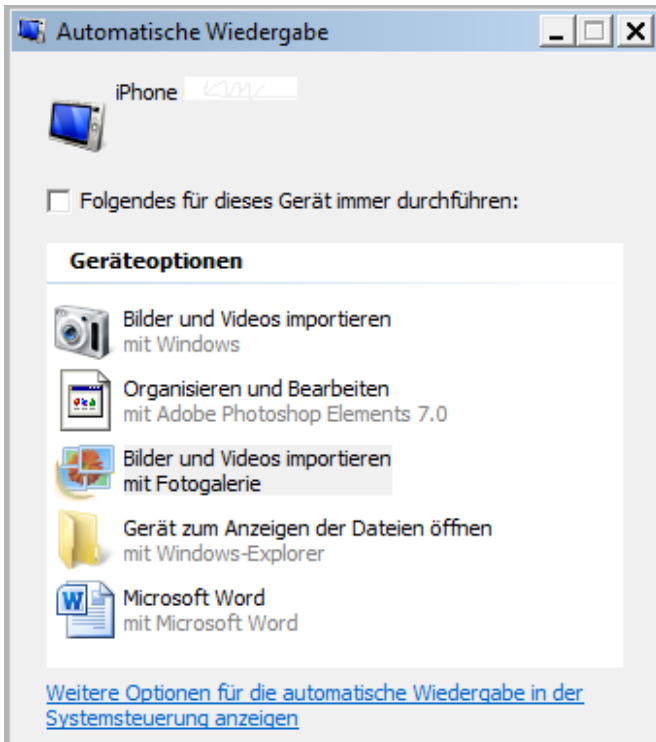 Automatische Wiedergabe
iPhone
Folgendes für dieses Gerät immer durchführen:
Geräteoptionen
Bilder und Videos importieren
mit Windows
Organisieren und Bearbeiten
mit Adobe Photoshop Elements 7.0
Bilder und Videos importieren
mit Fotogalerie
Gerät zum Anzeigen der Dateien öffnen
mit Windows-Explorer
Microsoft Word
mit Microsoft Word
Weitere Optionen für die automatische Wiedergabe in der
Systemsteuerung anzeigen